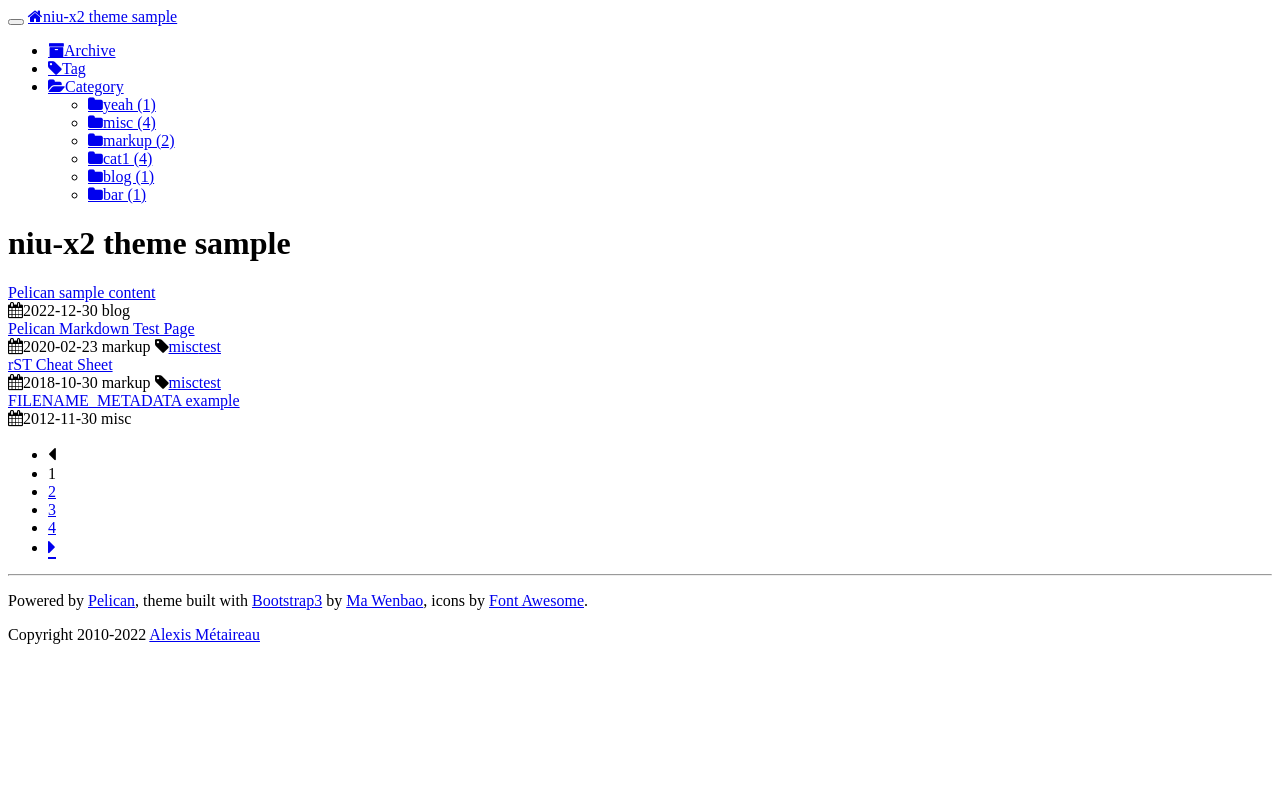 niu-x2 theme sample
Archive
Tag
Category
yeah (1)
misc (4)
markup (2)
cat1 (4)
blog (1)
bar (1)
niu-x2 theme sample
Pelican sample content
2022-12-30 blog
Pelican Markdown Test Page
2020-02-23 markup misctest
rST Cheat Sheet
2018-10-30 markup misctest
FILENAME_METADATA example
2012-11-30 misc
1
2
3
4
Powered by Pelican, theme built with Bootstrap3 by Ma Wenbao, icons by Font Awesome.
Copyright 2010-2022 Alexis Métaireau